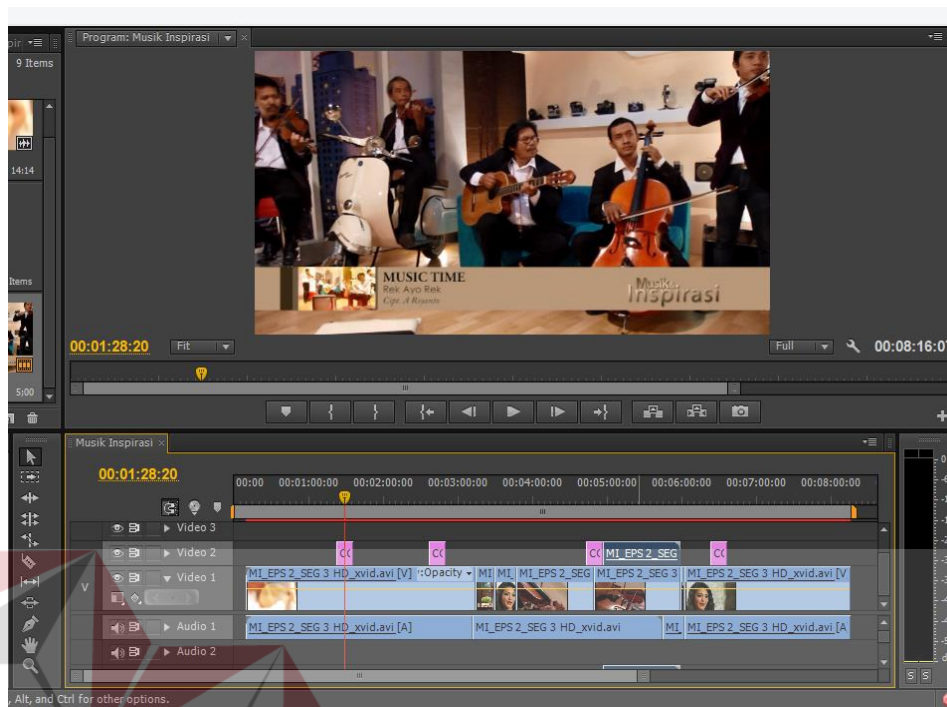 Program: Musik Inspirasi
9 Items
14:14
Items
5;00
MUSIC TIME
Rek Ayo Rek
Cipt. A Riyanto
Musik
Inspirasi
00:01:28:20
Fit
Full
00:08:16:07
Musik Inspirasi
00:01:28:20
00:00 00:01:00:00 00:02:00:00 00:03:00:00 00:04:00:00 00:05:00:00 00:06:00:00 00:07:00:00 00:08:00:00
Video 3
Video 2
MI_EPS 2_SEG
V
Video 1
MI_EPS 2_SEG 3 HD_xvid.avi [V] :Opacity MI MI_ MI_EPS 2_SEG MI_EPS 2_SEG 3 MI_EPS 2_SEG 3 HD_xvid.avi [V
Audio 1
MI_EPS 2_SEG 3 HD_xvid.avi [A] MI_EPS 2_SEG 3 HD_xvid.avi MI_ MI_EPS 2_SEG 3 HD_xvid.avi [A
Audio 2
S S
, Alt, and Ctrl for other options.